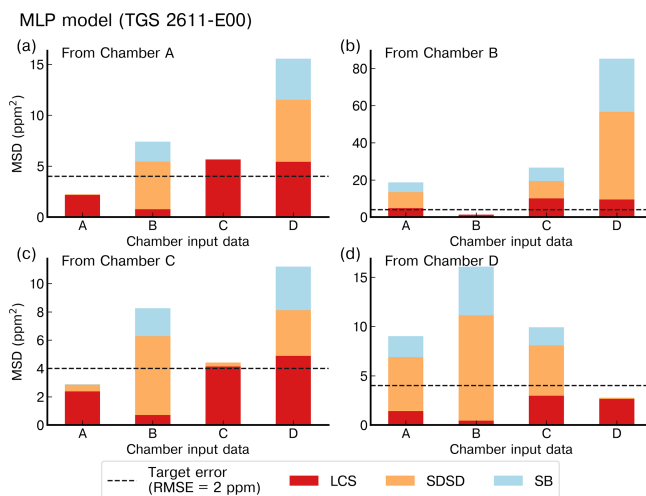 MLP model (TGS 2611-E00)
(a) From Chamber A
MSD (ppm²)
15
10
5
0
A B C D
Chamber input data
(b) From Chamber B
80
60
40
20
0
A B C D
Chamber input data
(c) From Chamber C
MSD (ppm²)
10
8
6
4
2
0
A B C D
Chamber input data
(d) From Chamber D
15
10
5
0
A B C D
Chamber input data
Target error
(RMSE = 2 ppm)
LCS
SDSD
SB